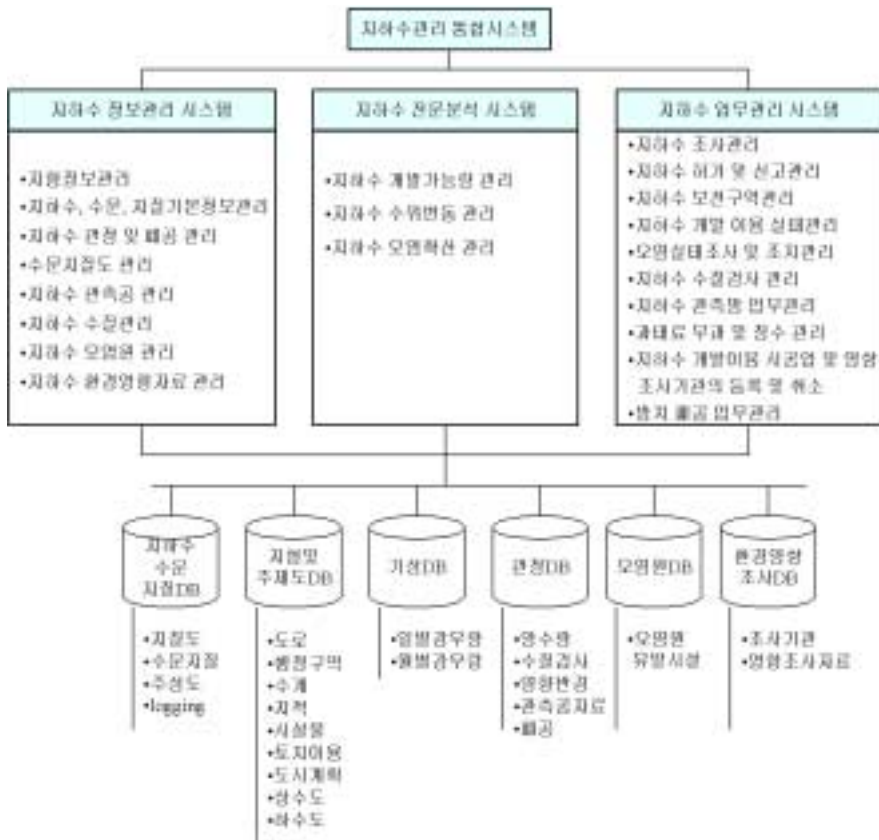 지하수관리 통합시스템
지하수 정보관리 시스템
•지형정보관리
•지하수, 수문, 지질기본정보관리
•지하수 관정 및 폐공 관리
•수문지질도 관리
•지하수 관측공 관리
•지하수 수질관리
•지하수 오염원 관리
•지하수 환경영향자료 관리
지하수 전문분석 시스템
•지하수 개발가능량 관리
•지하수 수위변동 관리
•지하수 오염확산 관리
지하수 업무관리 시스템
•지하수 조사관리
•지하수 허가 및 신고관리
•지하수 보전구역관리
•지하수 개발 이용 실태관리
•오염실태조사 및 조치관리
•지하수 수질검사 관리
•지하수 관측망 업무관리
•과태료 부과 및 징수 관리
•지하수 개발이용 시공업 및 영향
조사기관의 등록 및 취소
•방치 폐공 업무관리
지하수
수문
지질DB
•지질도
•수문지질
•주상도
•logging
지형및
주제도DB
•도로
•행정구역
•수계
•지적
•시설물
•토지이용
•도시계획
•상수도
•하수도
기상DB
•일별강우량
•월별강우량
관정DB
•양수량
•수질검사
•영향반경
•관측공자료
•폐공
오염원DB
•오염원
유발시설
환경영향
조사DB
•조사기관
•영향조사자료